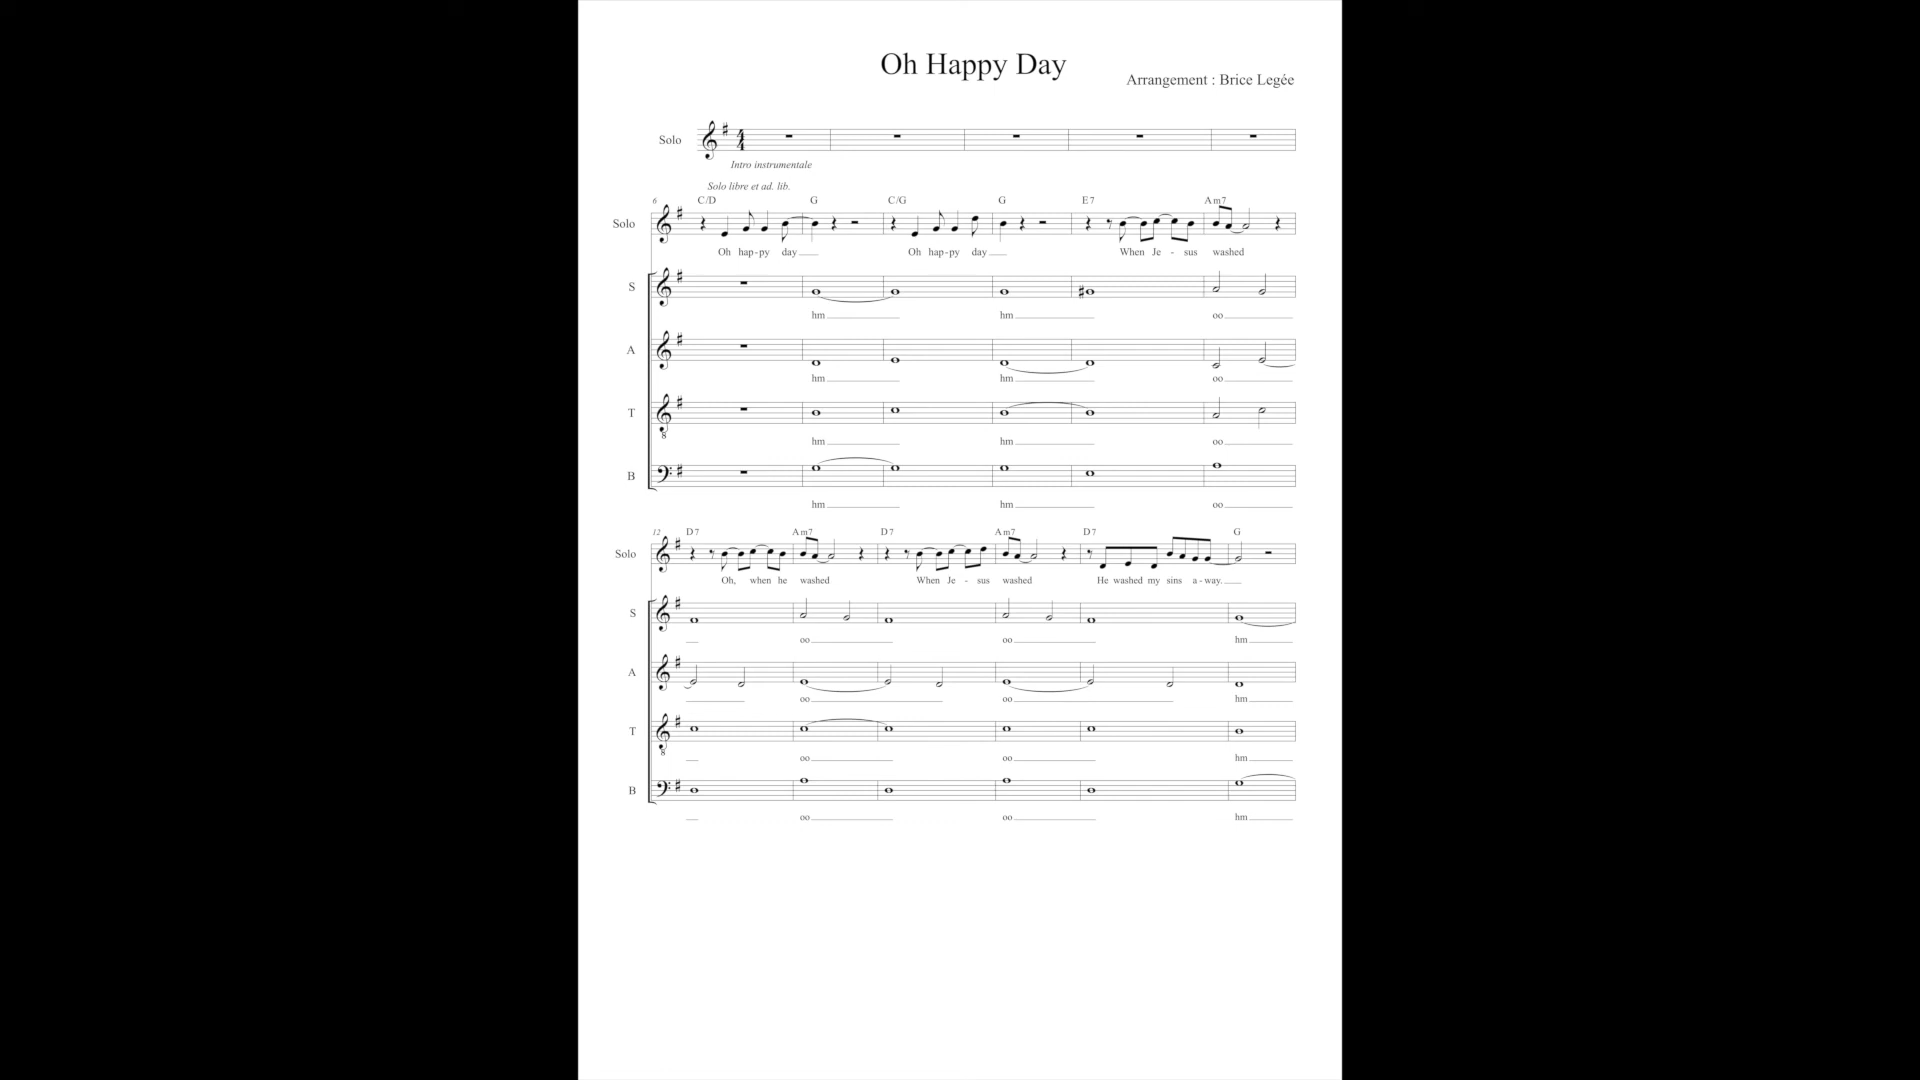 Oh Happy Day
Arrangement : Brice Legée
Solo
Intro instrumentale
Solo libre et ad. lib.
6 C/D G C/G G E7 Am7
Solo
Oh hap-py day Oh hap-py day When Je - sus washed
S
hm hm oo
A
hm hm oo
T
8
hm hm oo
B
hm hm oo
12 D7 Am7 D7 Am7 D7 G
Solo
Oh, when he washed When Je - sus washed He washed my sins a-way.
S
oo oo hm
A
oo oo hm
T
8
oo oo hm
B
oo oo hm